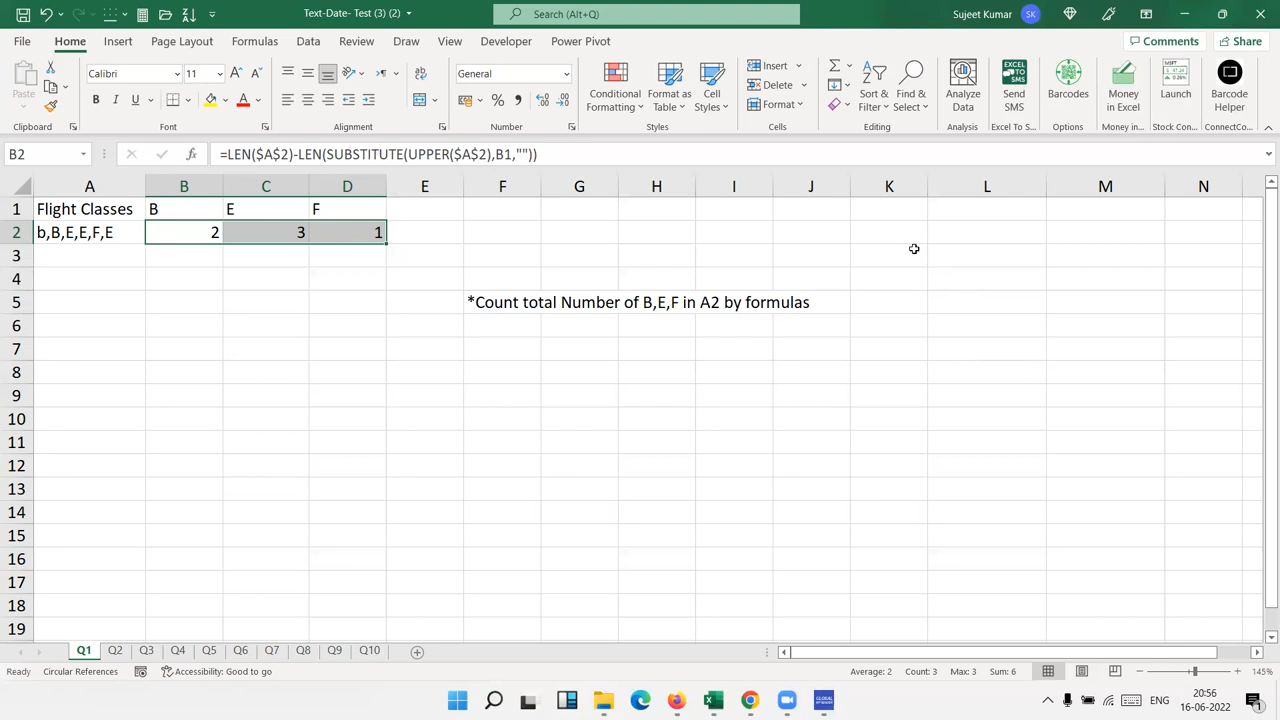 Text-Date- Test (3) (2)
Search (Alt+Q)
Sujeet Kumar
SK
File
Home
Insert
Page Layout
Formulas
Data
Review
Draw
View
Developer
Power Pivot
Comments
Share
Paste
Calibri
11
General
Conditional Formatting
Format as Table
Cell Styles
Insert
Delete
Format
Sort & Filter
Find & Select
Analyze Data
Send SMS
Barcodes
Money in Excel
Launch
Barcode Helper
Clipboard
Font
Alignment
Number
Styles
Cells
Editing
Analysis
Excel To S...
Options
Money
Stock Con...
ConnectCo...
B2
=LEN($A$2)-LEN(SUBSTITUTE(UPPER($A$2),B1,""))
A B C D E F G H I J K L M N
1 Flight Classes B E F
2 b,B,E,E,F,E 2 3 1
3
4
5 *Count total Number of B,E,F in A2 by formulas
6
7
8
9
10
11
12
13
14
15
16
17
18
19
Q1 Q2 Q3 Q4 Q5 Q6 Q7 Q8 Q9 Q10
Ready
Circular References
Accessibility: Good to go
Average: 2
Count: 3
Max: 3
Sum: 6
145%
ENG
20:56
16-06-2022